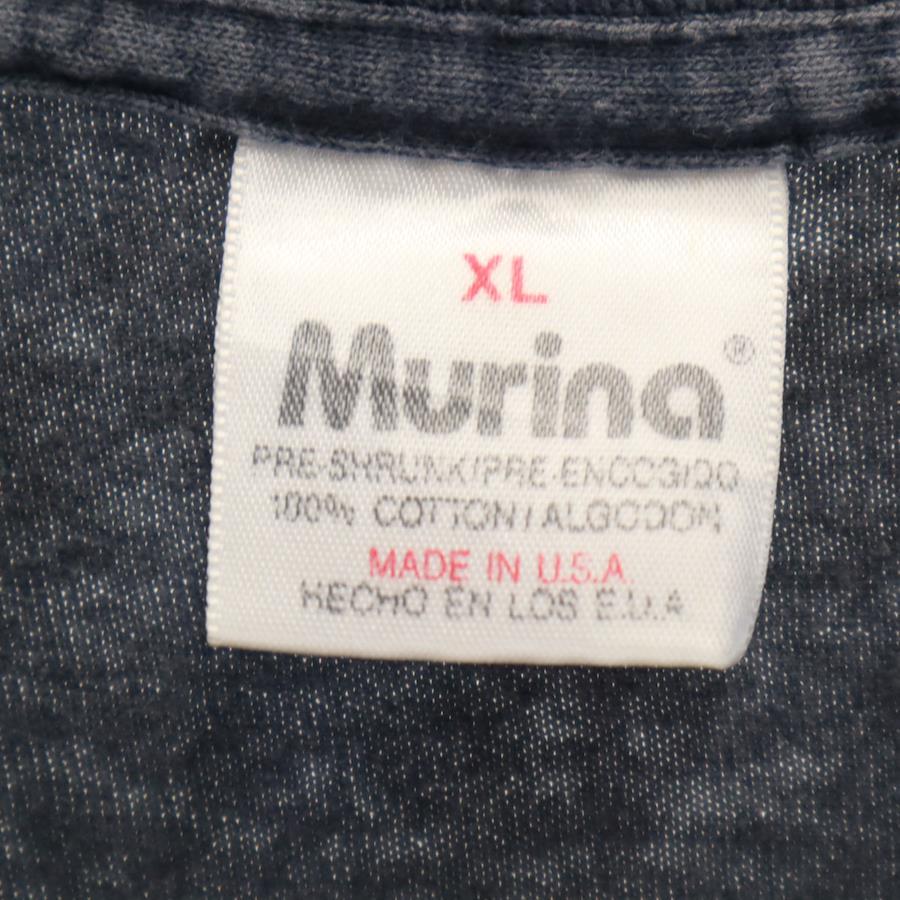 XL
Murina®
PRE-SHRUNK/PRE-ENCOGIDO
100% COTTON/ALGODON
MADE IN U.S.A.
HECHO EN LOS E.U.A